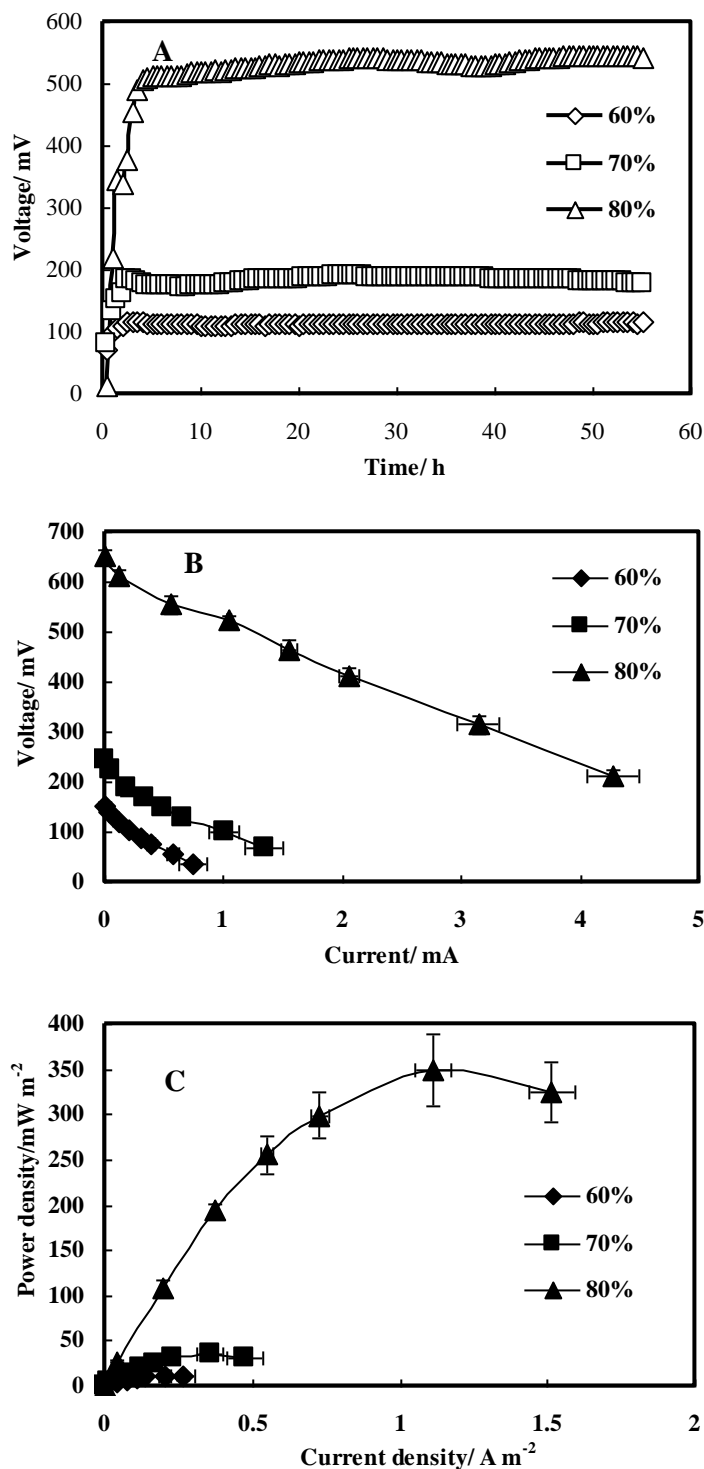 600
500
400
300
200
100
0
Voltage/ mV
A
60%
70%
80%
0 10 20 30 40 50 60
Time/ h
700
600
500
400
300
200
100
0
Voltage/ mV
B
60%
70%
80%
0 1 2 3 4 5
Current/ mA
400
350
300
250
200
150
100
50
0
Power density/mW m⁻²
C
60%
70%
80%
0 0.5 1 1.5 2
Current density/ A m⁻²